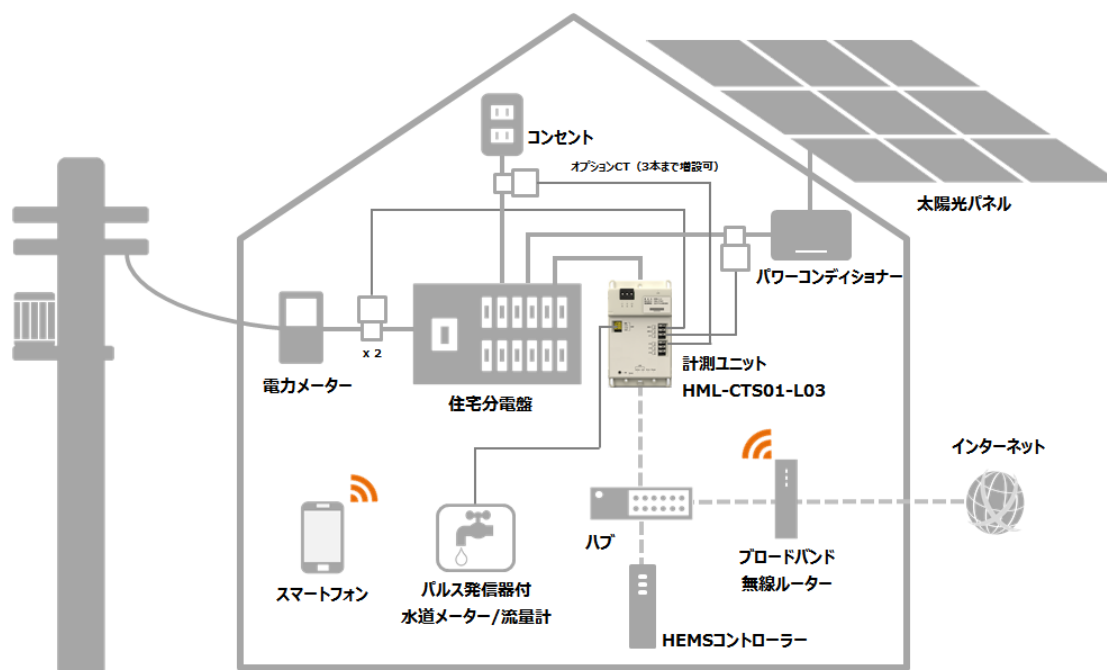 コンセント
オプションCT（3本まで増設可）
太陽光パネル
パワーコンディショナー
x 2
電力メーター
住宅分電盤
計測ユニット
HML-CTS01-L03
インターネット
ハブ
ブロードバンド
無線ルーター
スマートフォン
パルス発信器付
水道メーター/流量計
HEMSコントローラー